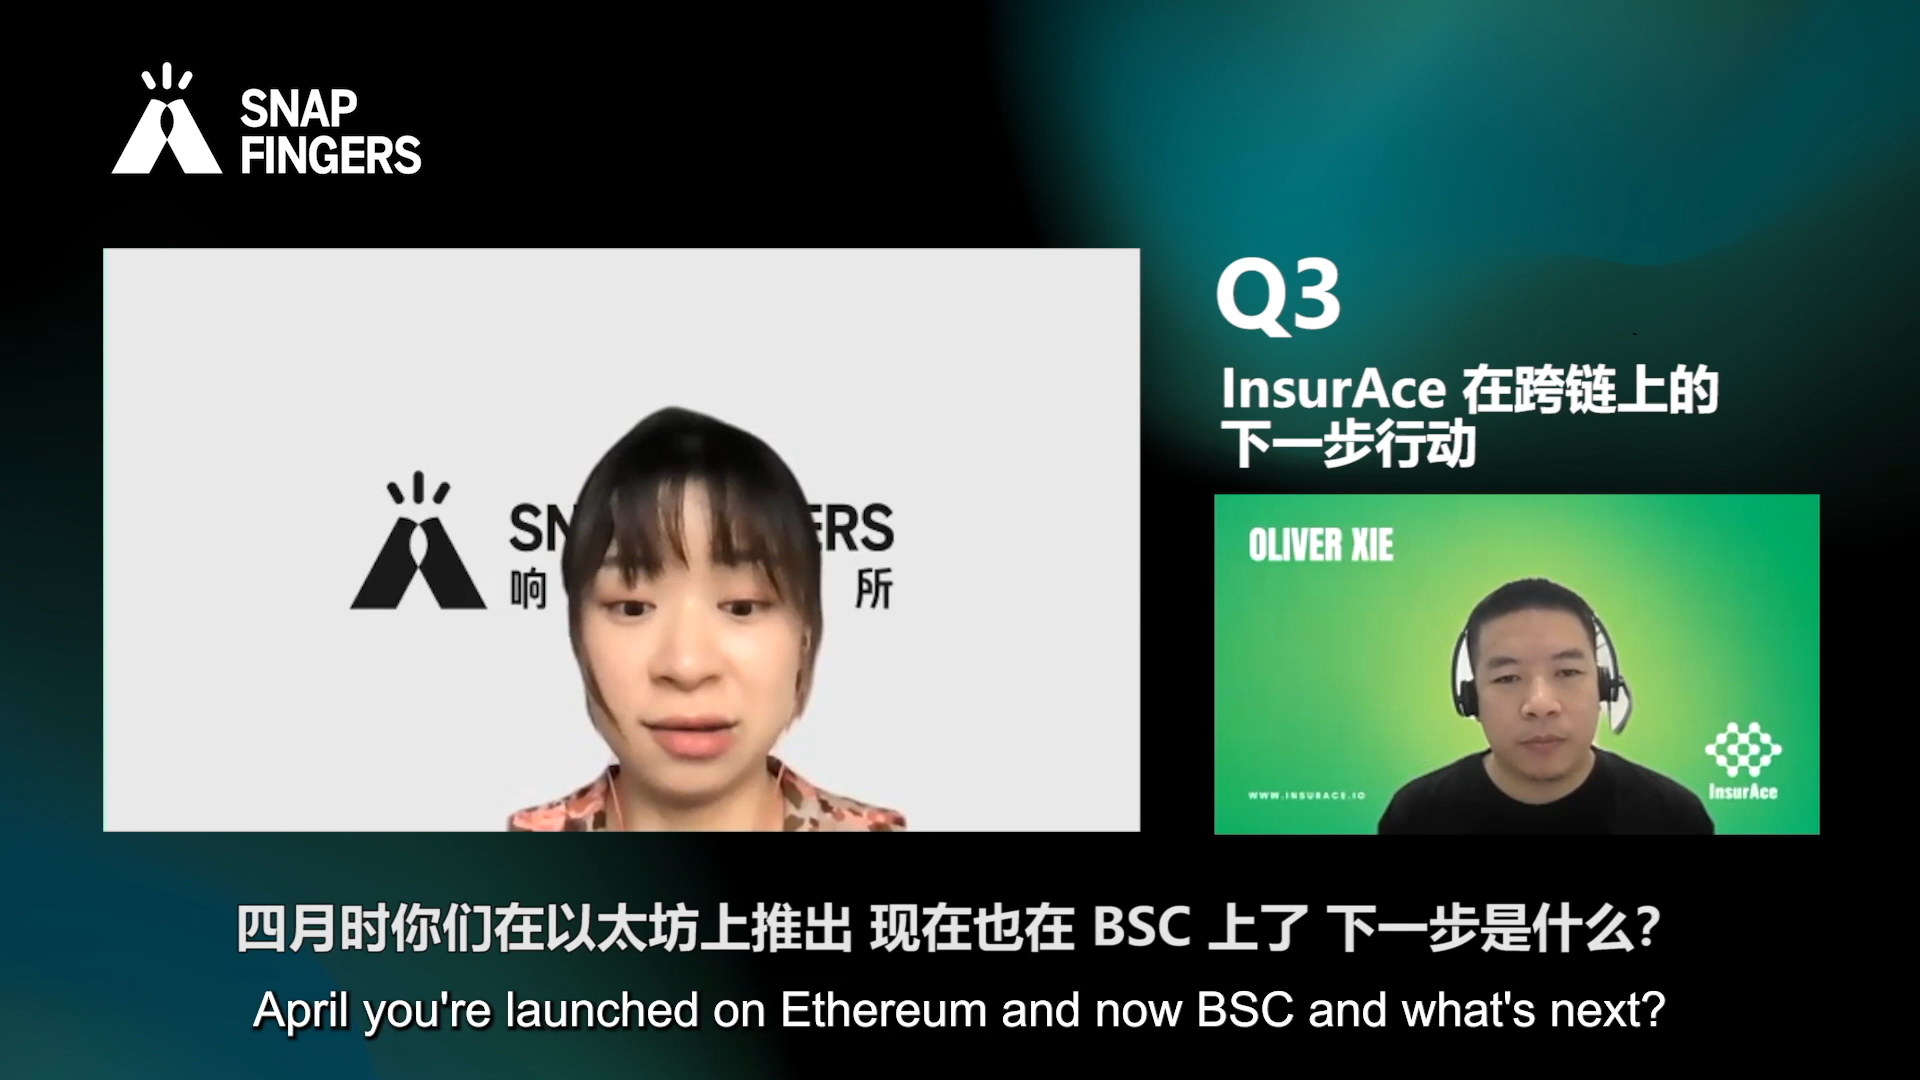 SNAP
FINGERS
Q3
InsurAce 在跨链上的
下一步行动
SN ERS
响 所
OLIVER XIE
WWW.INSURACE.IO
InsurAce
四月时你们在以太坊上推出 现在也在 BSC 上了 下一步是什么?
April you're launched on Ethereum and now BSC and what's next?